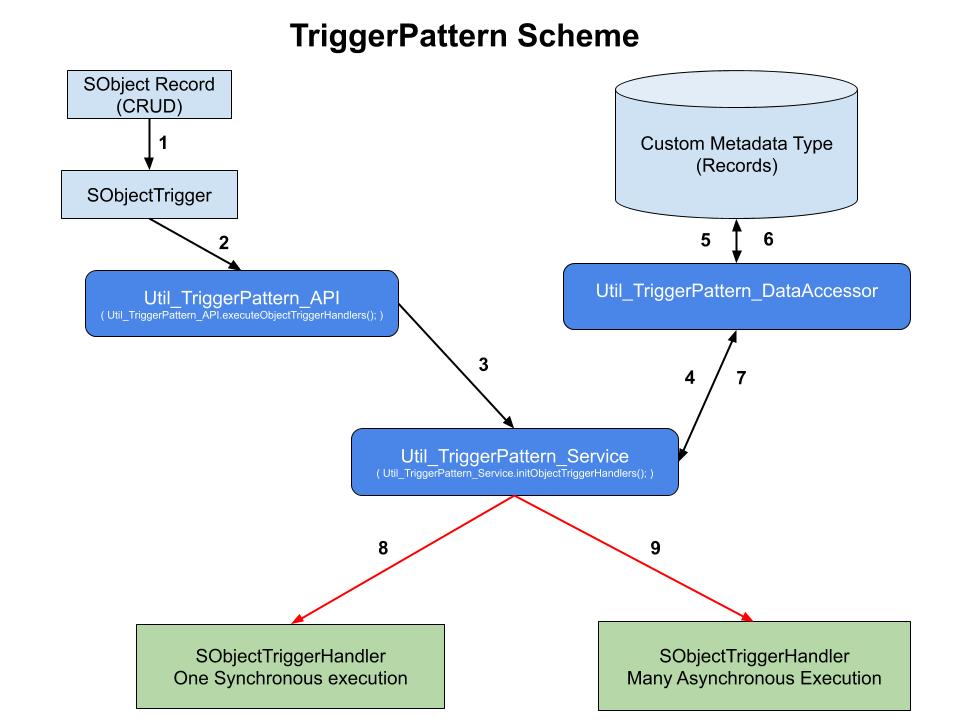 TriggerPattern Scheme
SObject Record
(CRUD)
1
SObjectTrigger
2
Util_TriggerPattern_API
( Util_TriggerPattern_API.executeObjectTriggerHandlers(); )
3
Custom Metadata Type
(Records)
5
6
Util_TriggerPattern_DataAccessor
4
7
Util_TriggerPattern_Service
( Util_TriggerPattern_Service.initObjectTriggerHandlers(); )
8
9
SObjectTriggerHandler
One Synchronous execution
SObjectTriggerHandler
Many Asynchronous Execution